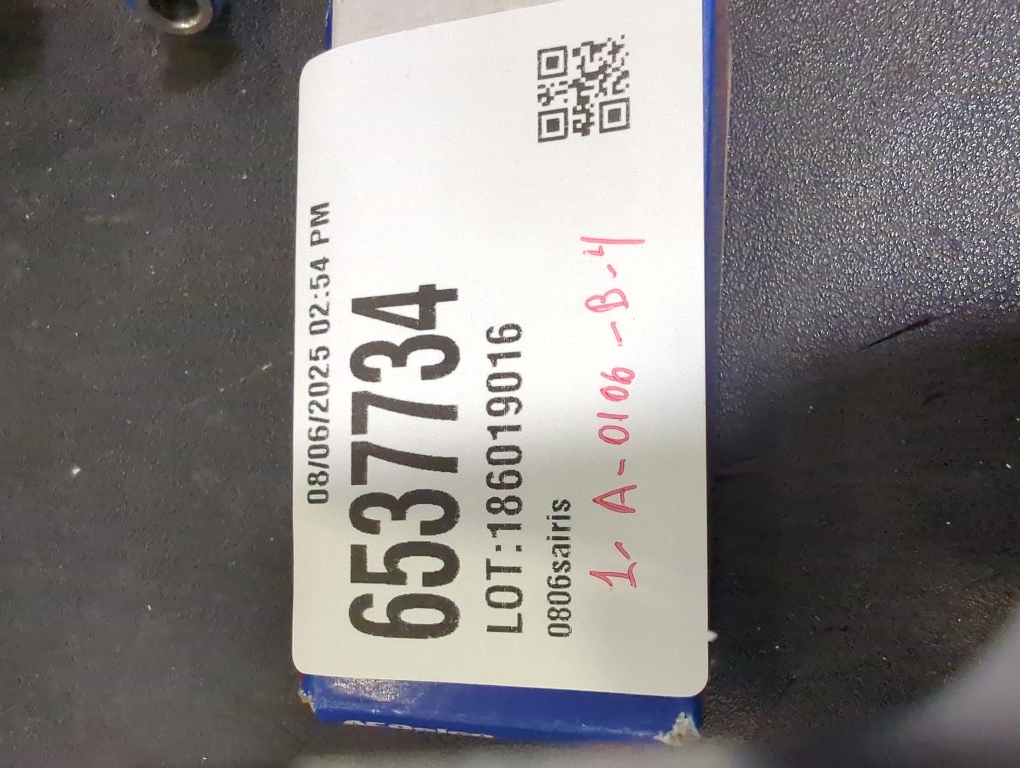 08/06/2025 02:54 PM
6537734
LOT:186019016
0806sairis
1- A-0106-B-4